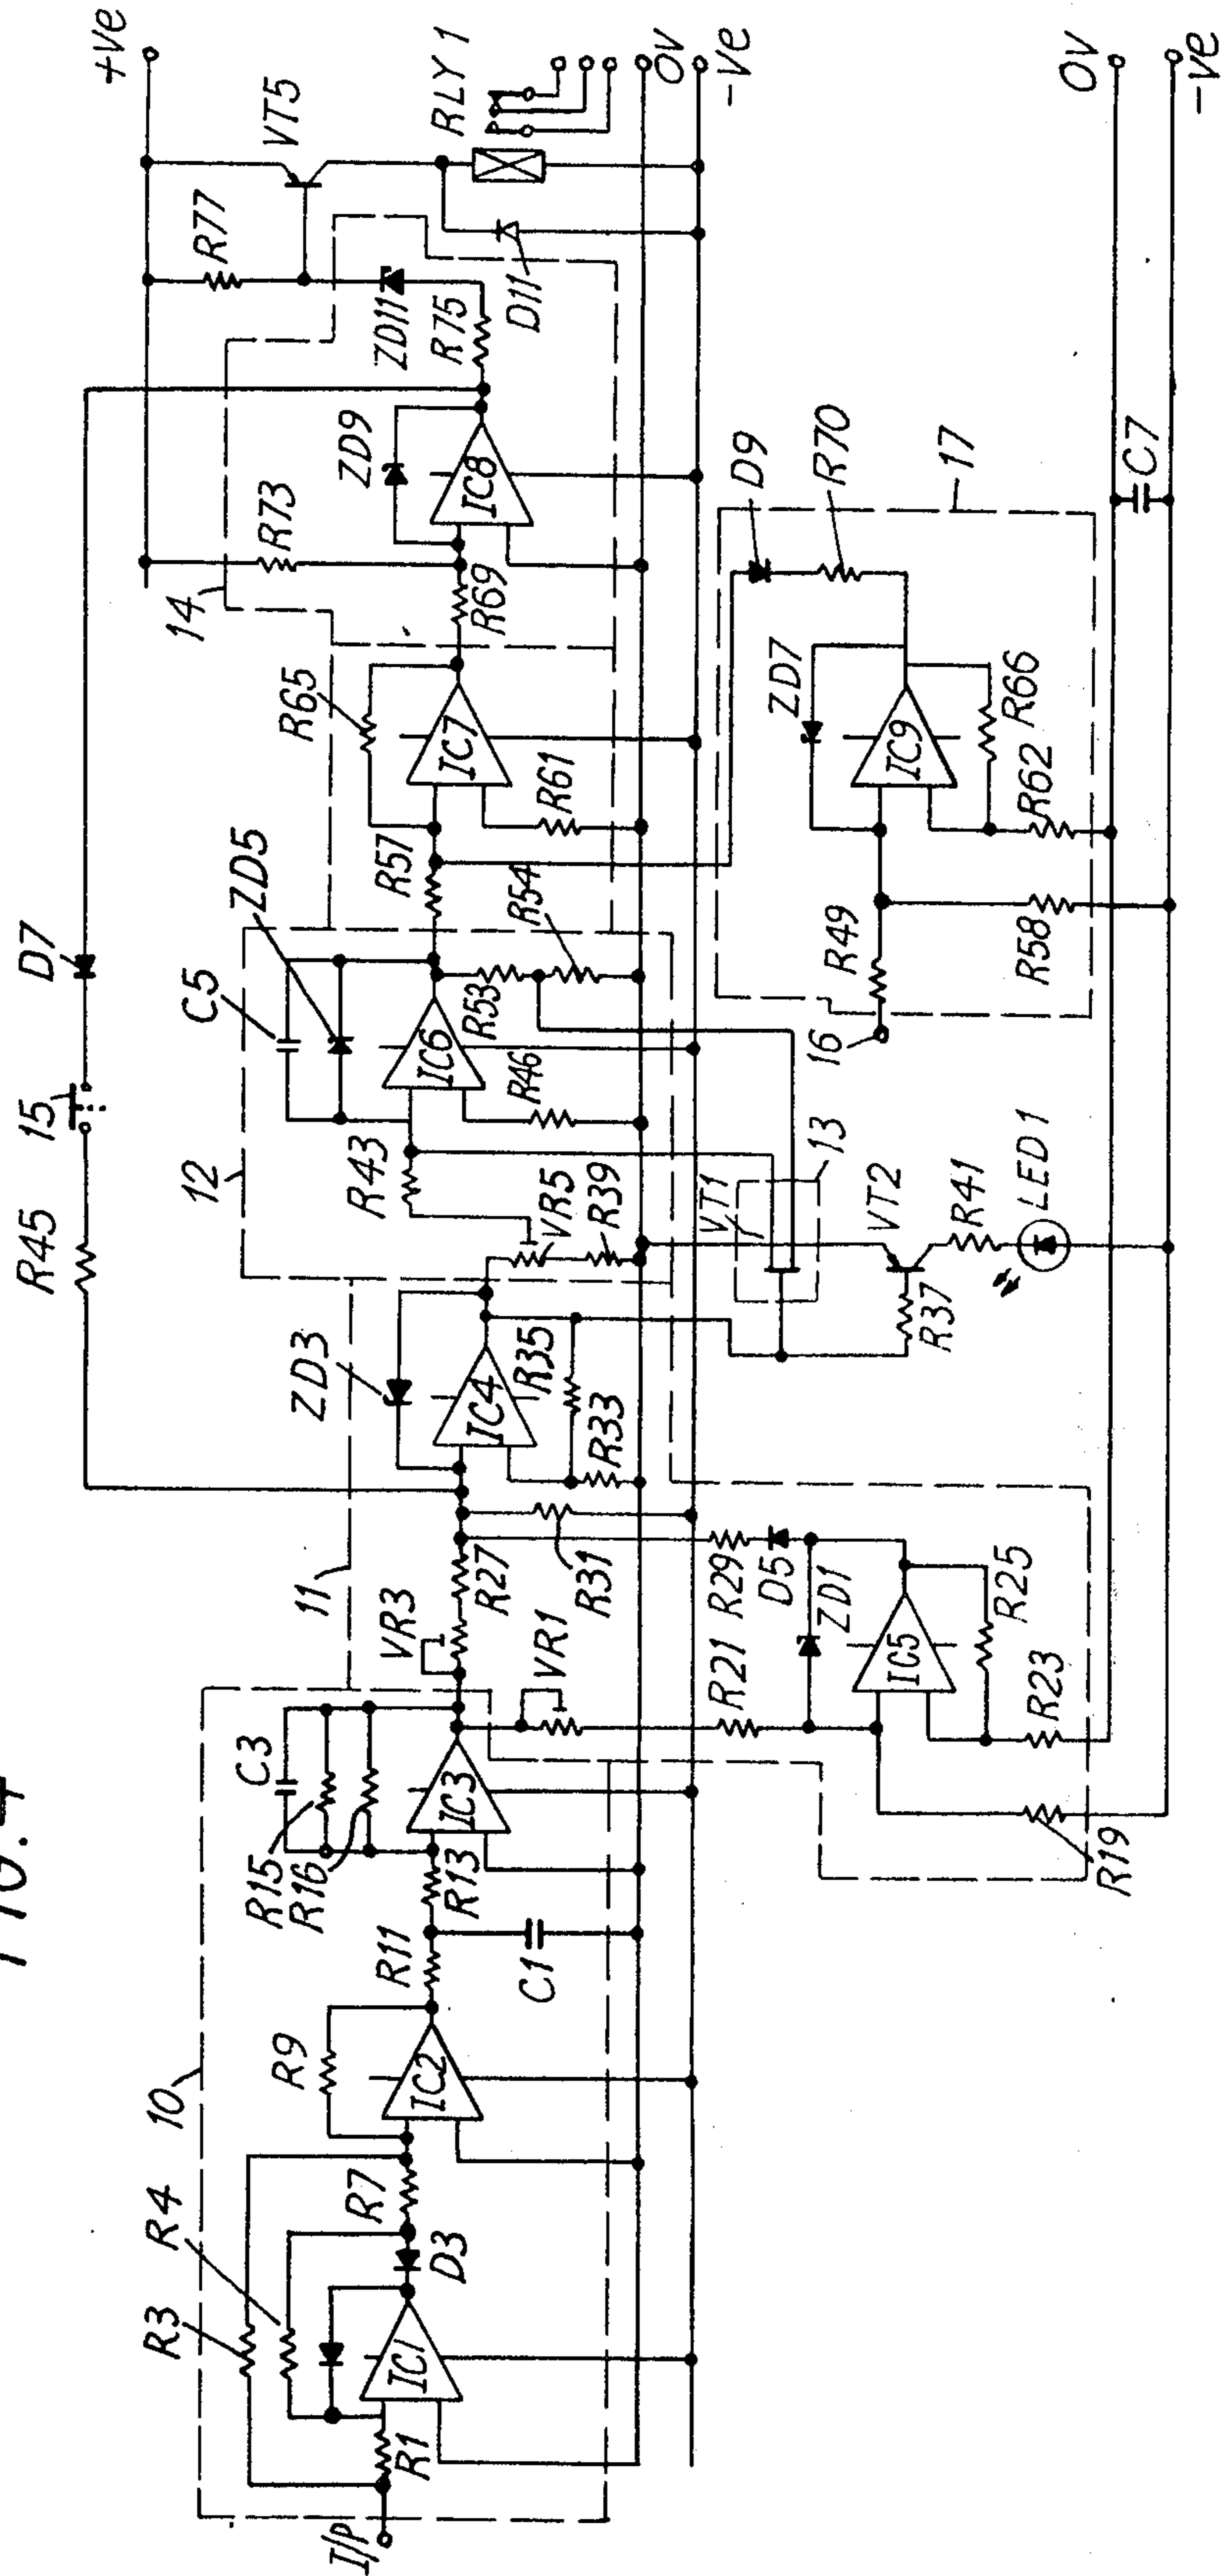 FIG. 4
+ve
VT5
R77
RLY 1
0V
-ve
ZD11
R75
D11
D7
15
R45
14
R73
ZD9
IC8
R69
R65
IC7
R61
R57
ZD5
C5
12
R43
IC6
R53
R54
R46
VR5
R39
ZD3
11
IC4
R35
R33
R31
R27
VR3
VR1
10
C3
R15
R16
IC3
R13
R11
C1
R9
IC2
R7
R4
R3
D3
IC1
R1
I/P
D9
R70
17
ZD7
IC9
R66
R62
R49
R58
16
13
VT1
VT2
R41
LED1
R37
R29
D5
ZD1
R21
IC5
R25
R23
R19
C7
0V
-ve